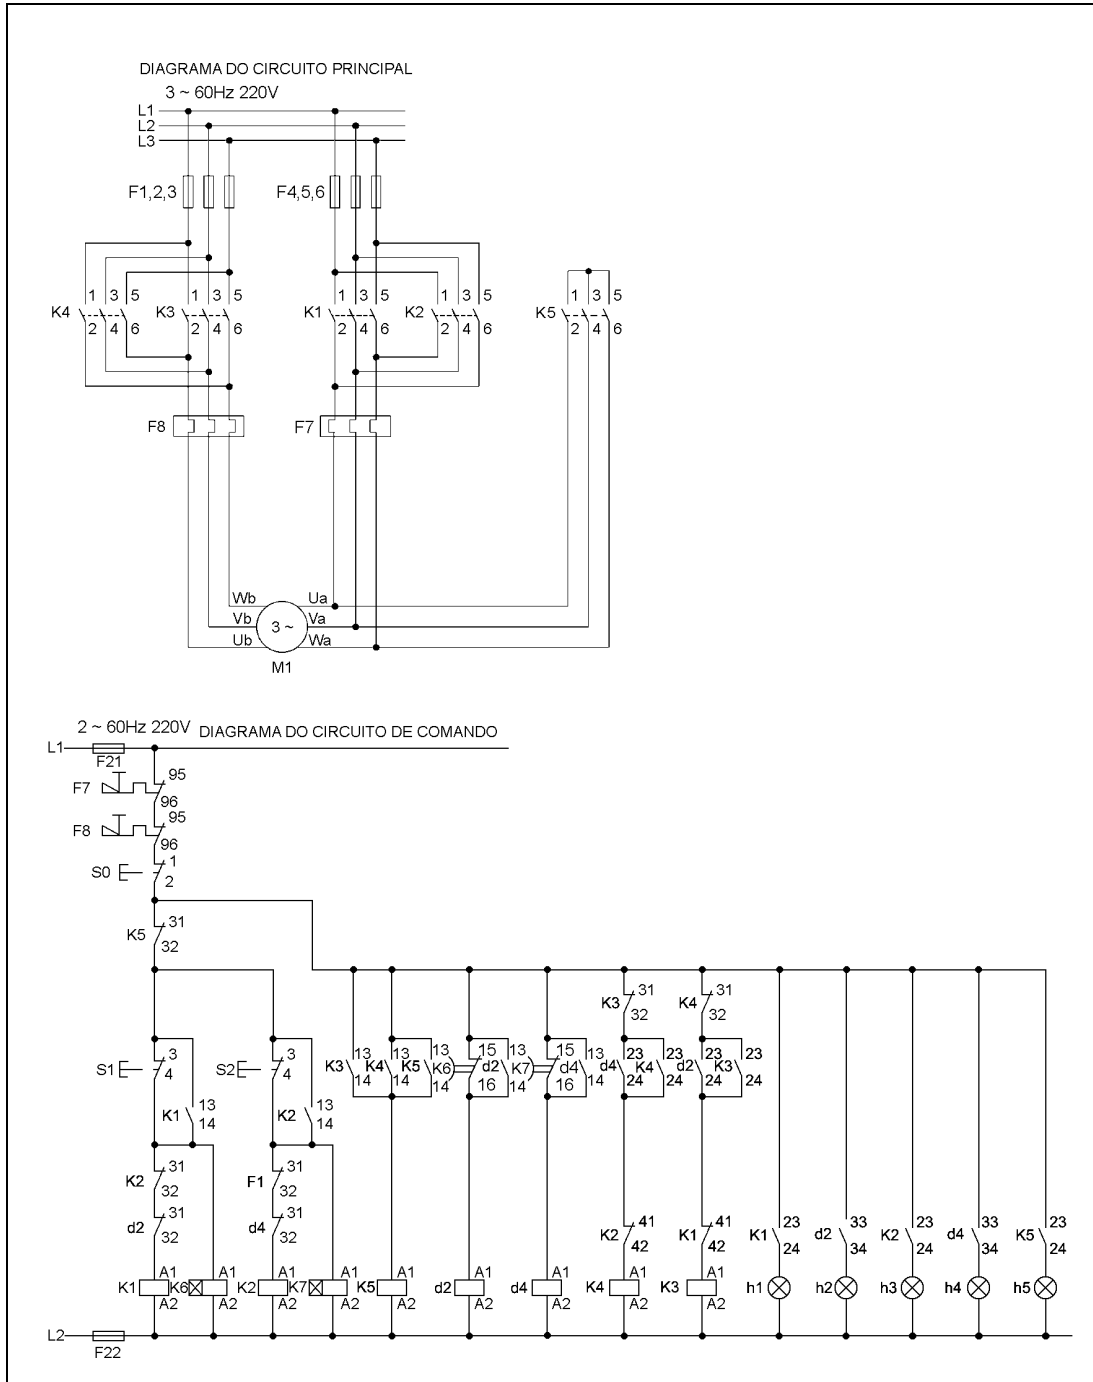 DIAGRAMA DO CIRCUITO PRINCIPAL
3 ~ 60Hz 220V
L1
L2
L3
F1,2,3 F4,5,6
1 3 5 1 3 5 1 3 5 1 3 5 1 3 5
K4 K3 K1 K2 K5
2 4 6 2 4 6 2 4 6 2 4 6 2 4 6
F8 F7
Wb Ua
Vb 3 ~ Va
Ub Wa
M1
2 ~ 60Hz 220V DIAGRAMA DO CIRCUITO DE COMANDO
L1
F21
F7 95
96
F8 95
96
S0 1
2
K5 31
32
K3 31 K4 31
32 32
S1 3 S2 3 K3 13 K4 13 K5 13 K6 15 d2 13 K7 15 d4 13 d4 23 K4 23 d2 23 K3 23
4 4 14 14 14 16 14 16 14 24 24 24 24
K1 13 K2 13
14 14
K2 31 F1 31
32 32
d2 31 d4 31 K2 41 K1 41 K1 23 d2 33 K2 23 d4 33 K5 23
32 32 42 42 24 34 24 34 24
A1 A1 A1 A1 A1 A1 A1 A1 A1
K1 K6 K2 K7 K5 d2 d4 K4 K3 h1 h2 h3 h4 h5
A2 A2 A2 A2 A2 A2 A2 A2 A2
L2
F22